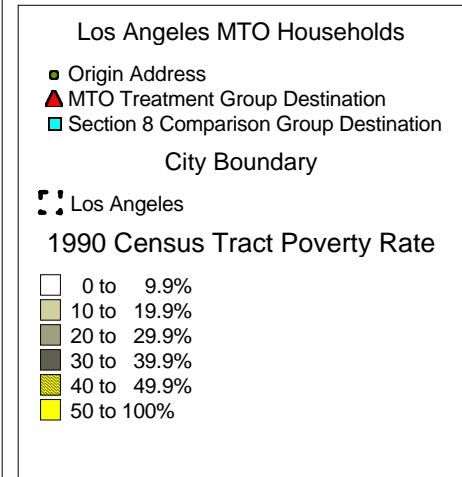 Los Angeles MTO Households
Origin Address
MTO Treatment Group Destination
Section 8 Comparison Group Destination
City Boundary
Los Angeles
1990 Census Tract Poverty Rate
0 to 9.9%
10 to 19.9%
20 to 29.9%
30 to 39.9%
40 to 49.9%
50 to 100%